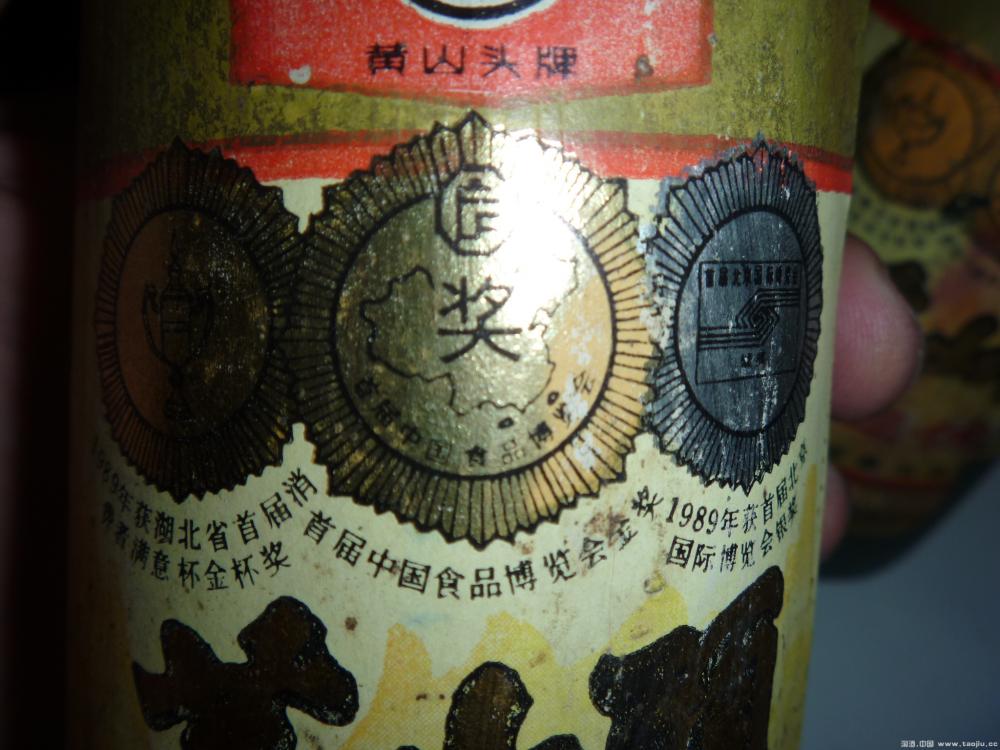 黄山头牌
奖
首届中国食品博览会
1989年获湖北省首届消
费者满意杯金杯奖
首届中国食品博览会金奖
1989年获首届北京
国际博览会银奖
淘酒.中国 www.taojiu.cc